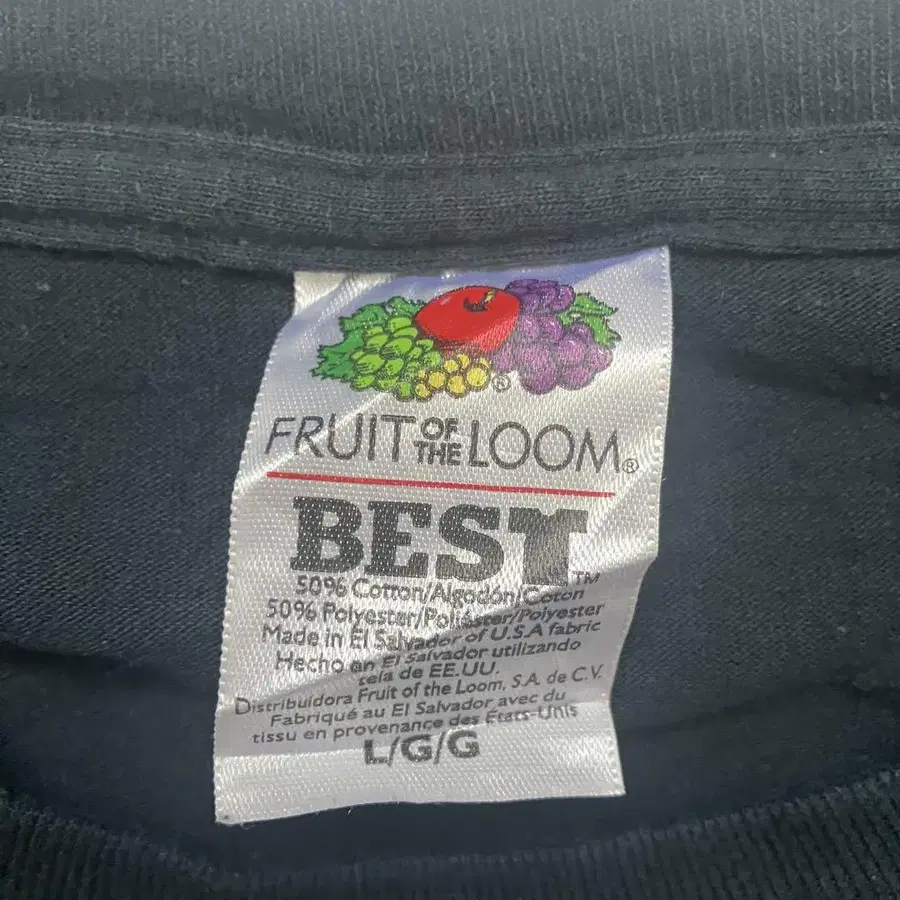 ®
FRUIT OF THE LOOM®
BEST™
50% Cotton/Algodón/Coton
50% Polyester/Poliéster/Polyester
Made in El Salvador of U.S.A fabric
Hecho en El Salvador utilizando
tela de EE.UU.
Distribuidora Fruit of the Loom, S.A. de C.V.
Fabriqué au El Salvador avec du
tissu en provenance des États-Unis
L/G/G